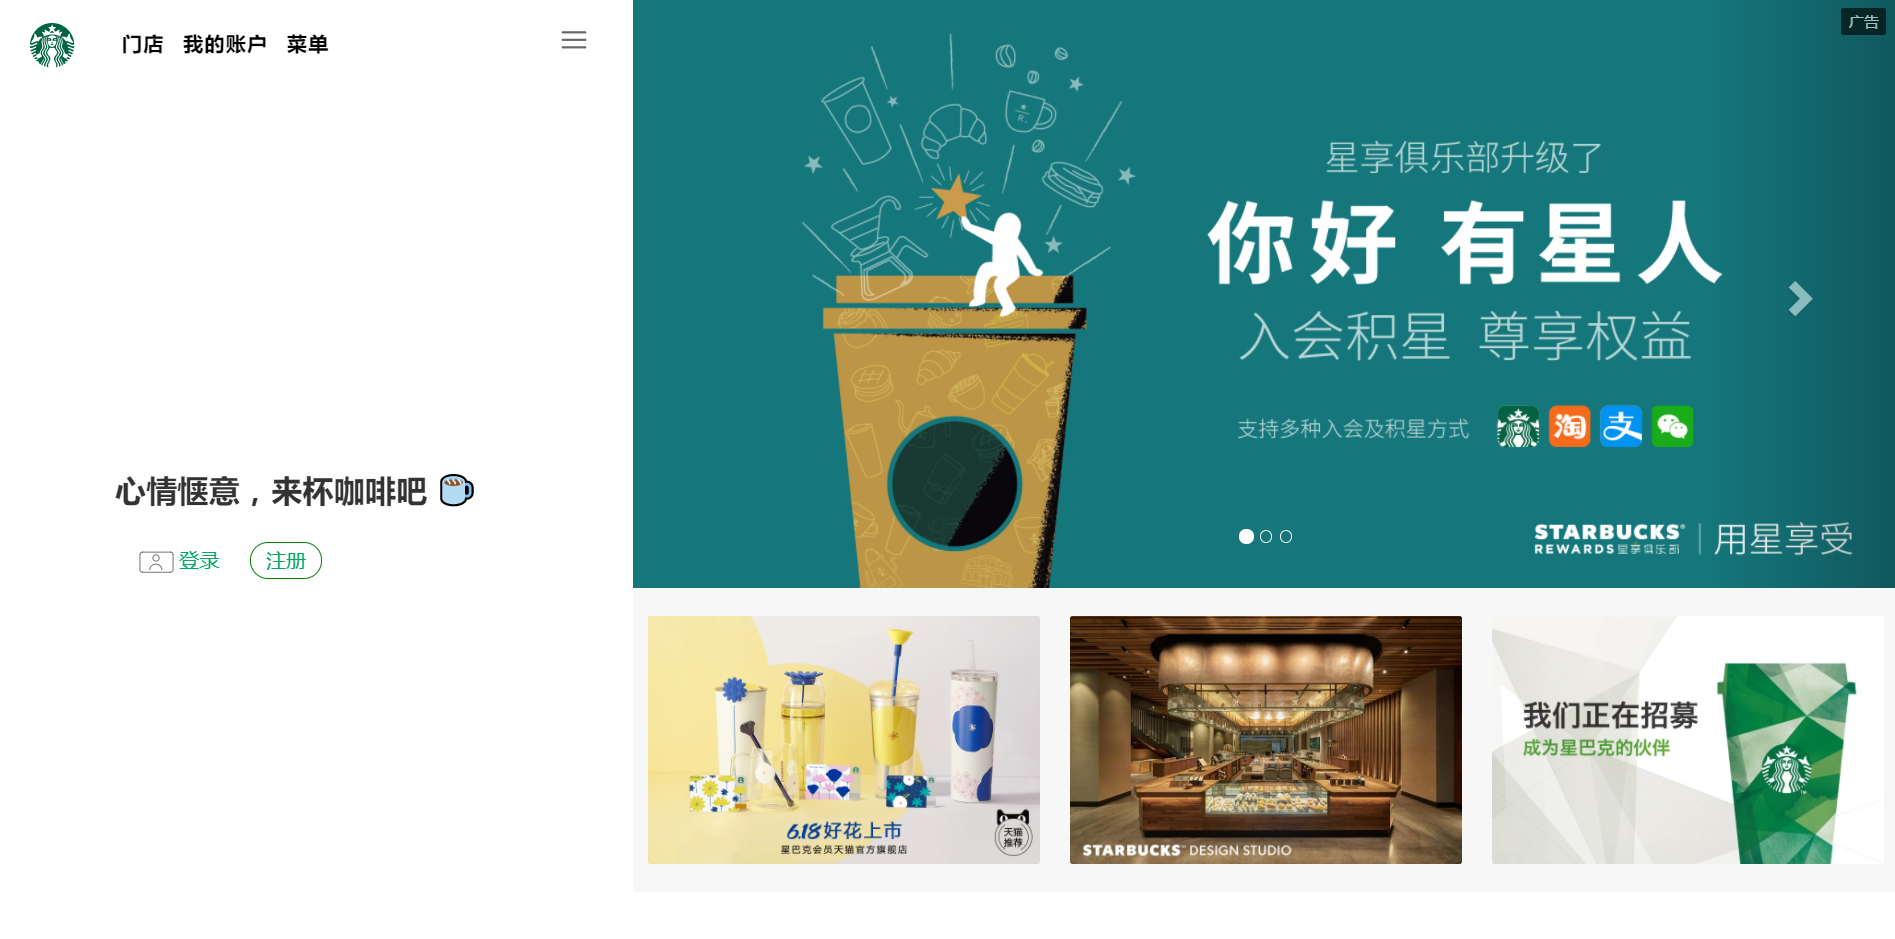 门店 我的账户 菜单
心情惬意，来杯咖啡吧
登录 注册
广告
R.
星享俱乐部升级了
你好 有星人
入会积星 尊享权益
支持多种入会及积星方式
淘 支
STARBUCKS®
REWARDS 星享俱乐部
用星享受
6.18好花上市
星巴克会员天猫官方旗舰店
天猫
推荐
STARBUCKS™ DESIGN STUDIO
我们正在招募
成为星巴克的伙伴